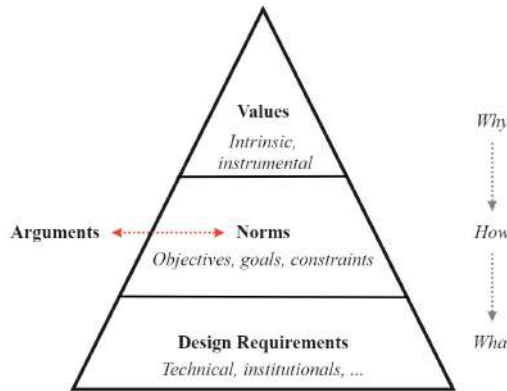 Values
Intrinsic,
instrumental
Why
Arguments
Norms
How
Objectives, goals, constraints
Design Requirements
Technical, institutionals, ...
Wha